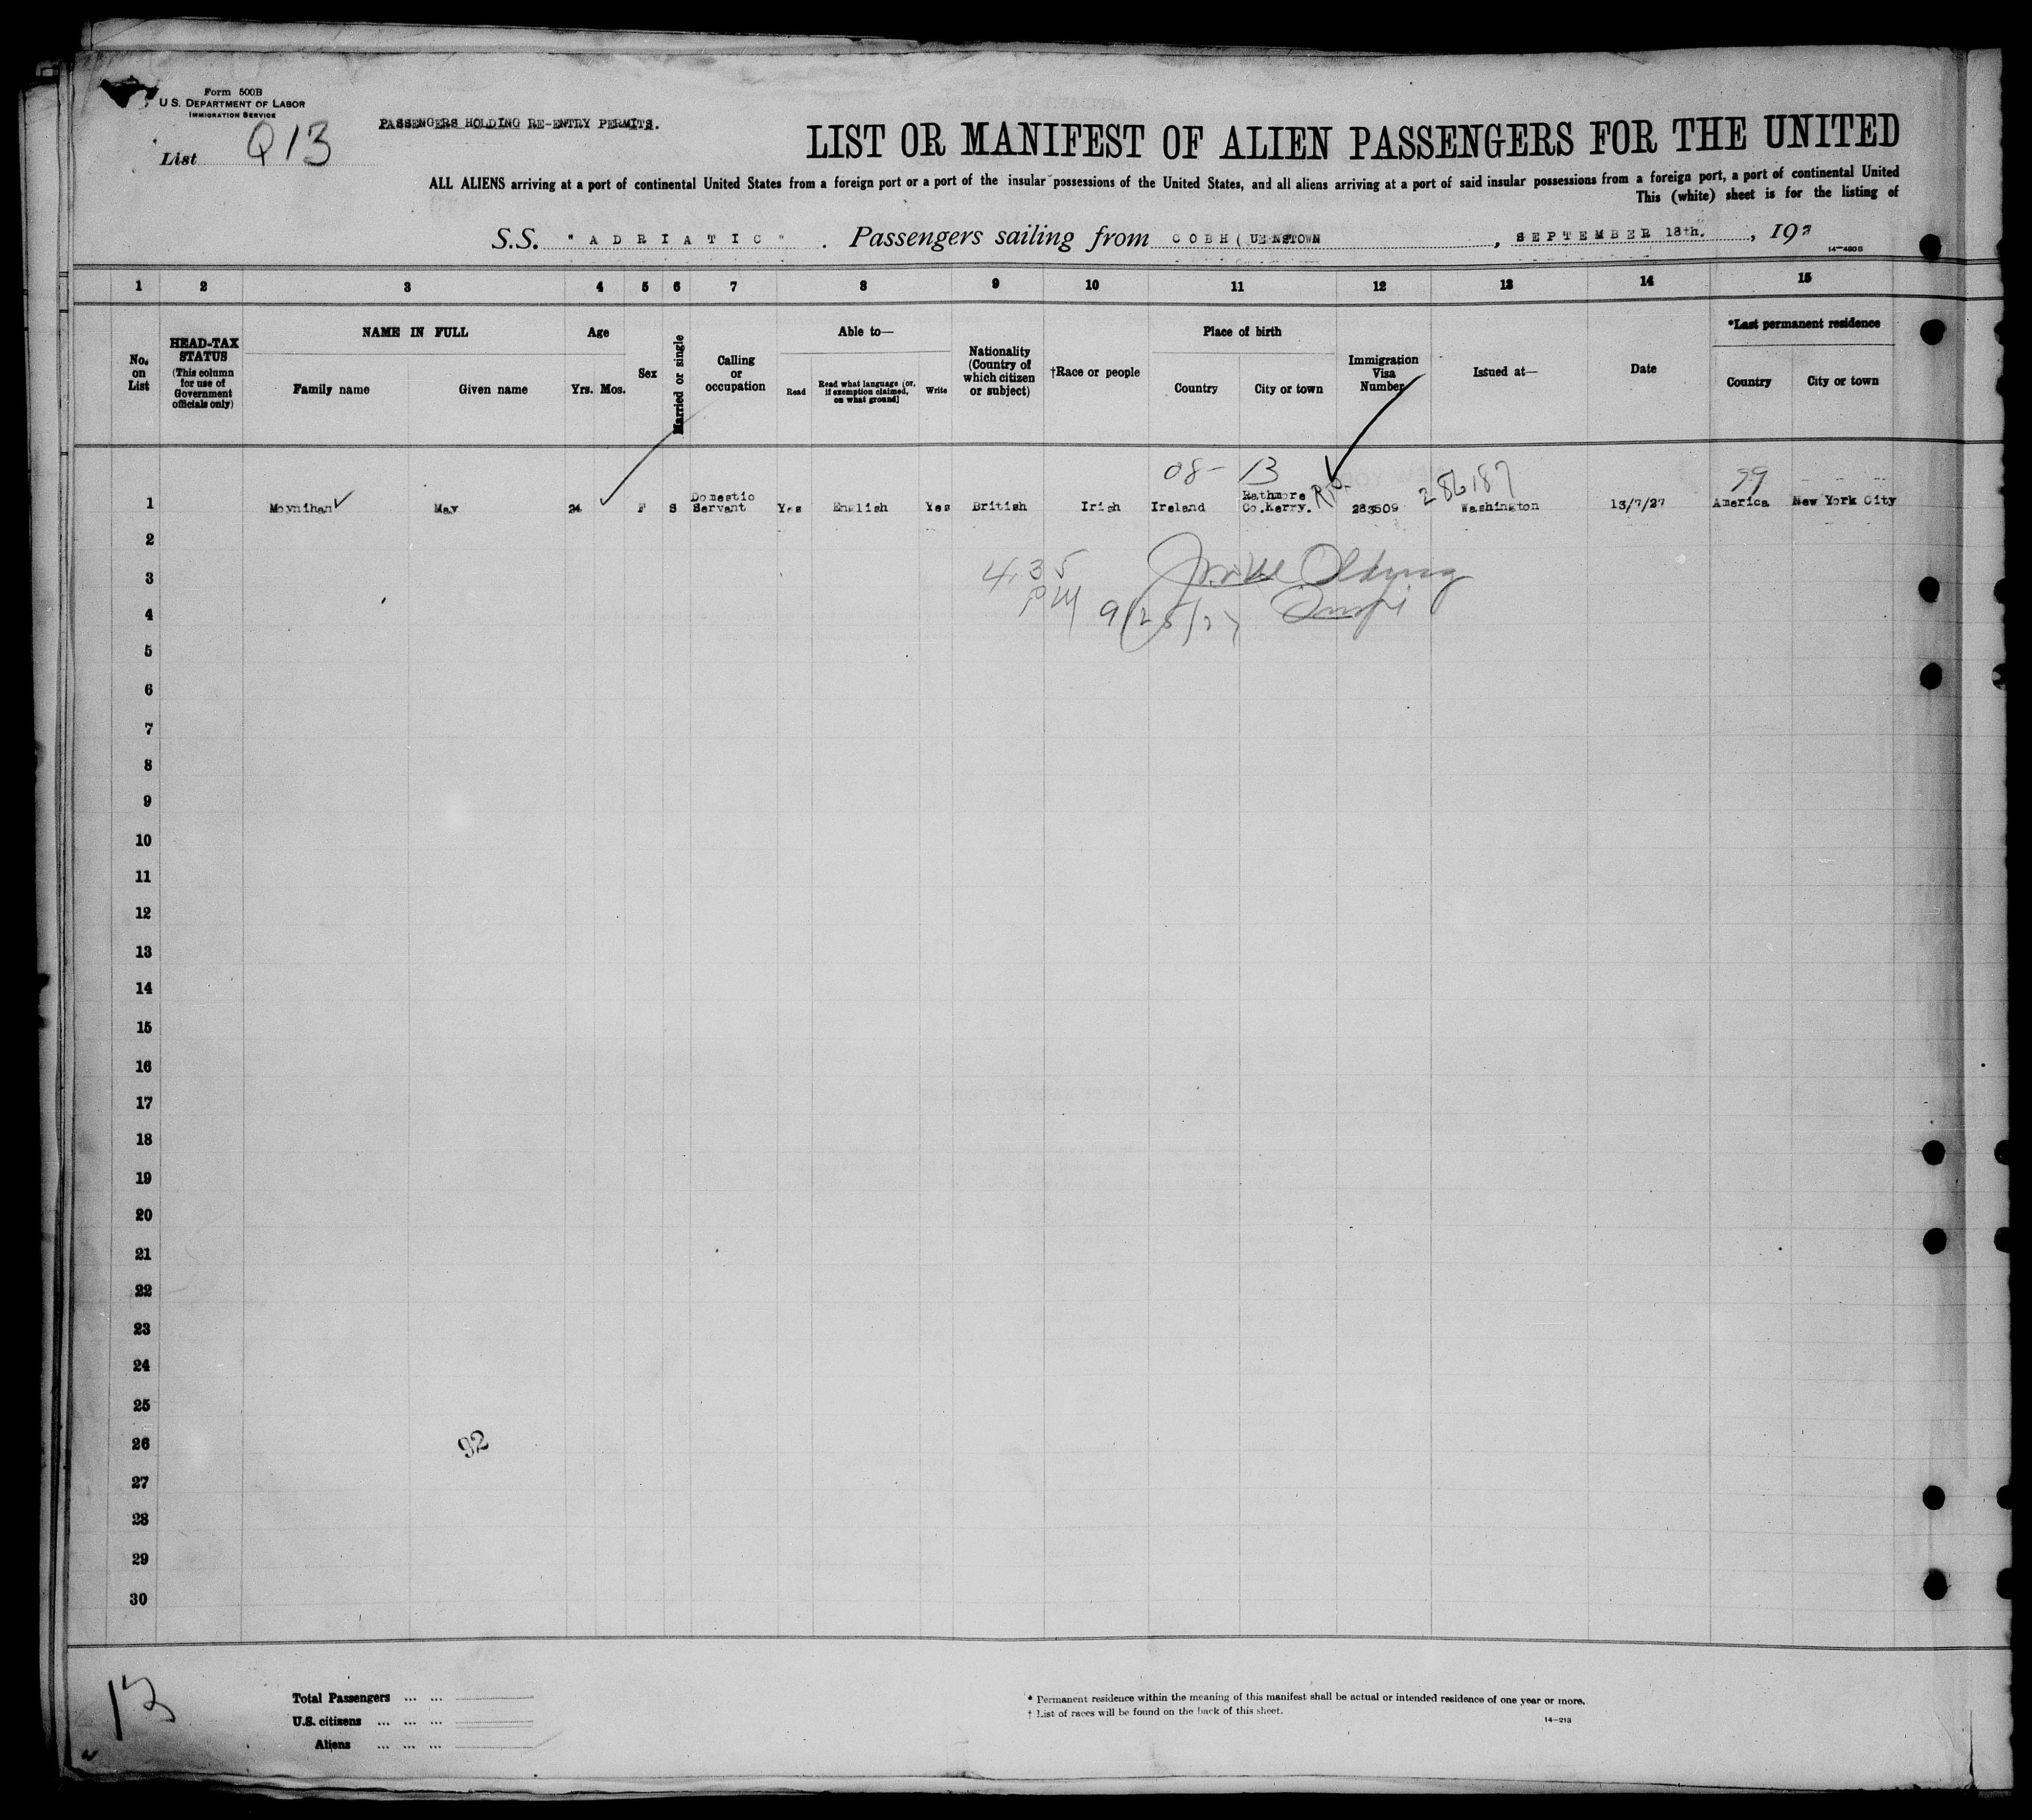 Form 500B
U.S. DEPARTMENT OF LABOR
IMMIGRATION SERVICE
List Q13
PASSENGERS HOLDING RE-ENTRY PERMITS.
LIST OR MANIFEST OF ALIEN PASSENGERS FOR THE UNITED
ALL ALIENS arriving at a port of continental United States from a foreign port or a port of the insular possessions of the United States, and all aliens arriving at a port of said insular possessions from a foreign port, a port of continental United
This (white) sheet is for the listing of
S.S. "ADRIATIC". Passengers sailing from COBH (UEENSTOWN, SEPTEMBER 18th., 197
14—480B
1 2 3 4 5 6 7 8 9 10 11 12 13 14 15
No. on List
HEAD-TAX STATUS
(This column for use of Government officials only)
NAME IN FULL
Family name Given name
Age
Yrs. Mos.
Sex
Married or single
Calling or occupation
Able to—
Read
Read what language (or, if exemption claimed, on what ground)
Write
Nationality (Country of which citizen or subject)
†Race or people
Place of birth
Country City or town
Immigration Visa Number
Issued at—
Date
*Last permanent residence
Country City or town
08- 13 286187 99
1 Moynihan May 24 F S Domestic Servant Yes English Yes British Irish Ireland Rathmore Co.Kerry. 283509 Washington 13/7/27 America New York City
2
3 4.35
4 PM 9/25/27
5
6
7
8
9
10
11
12
13
14
15
16
17
18
19
20
21
22
23
24
25
26 92
27
28
29
30
13
Total Passengers ... ...
U.S. citizens ... ... ...
Aliens ... ... ...
* Permanent residence within the meaning of this manifest shall be actual or intended residence of one year or more.
† List of races will be found on the back of this sheet.
14—213